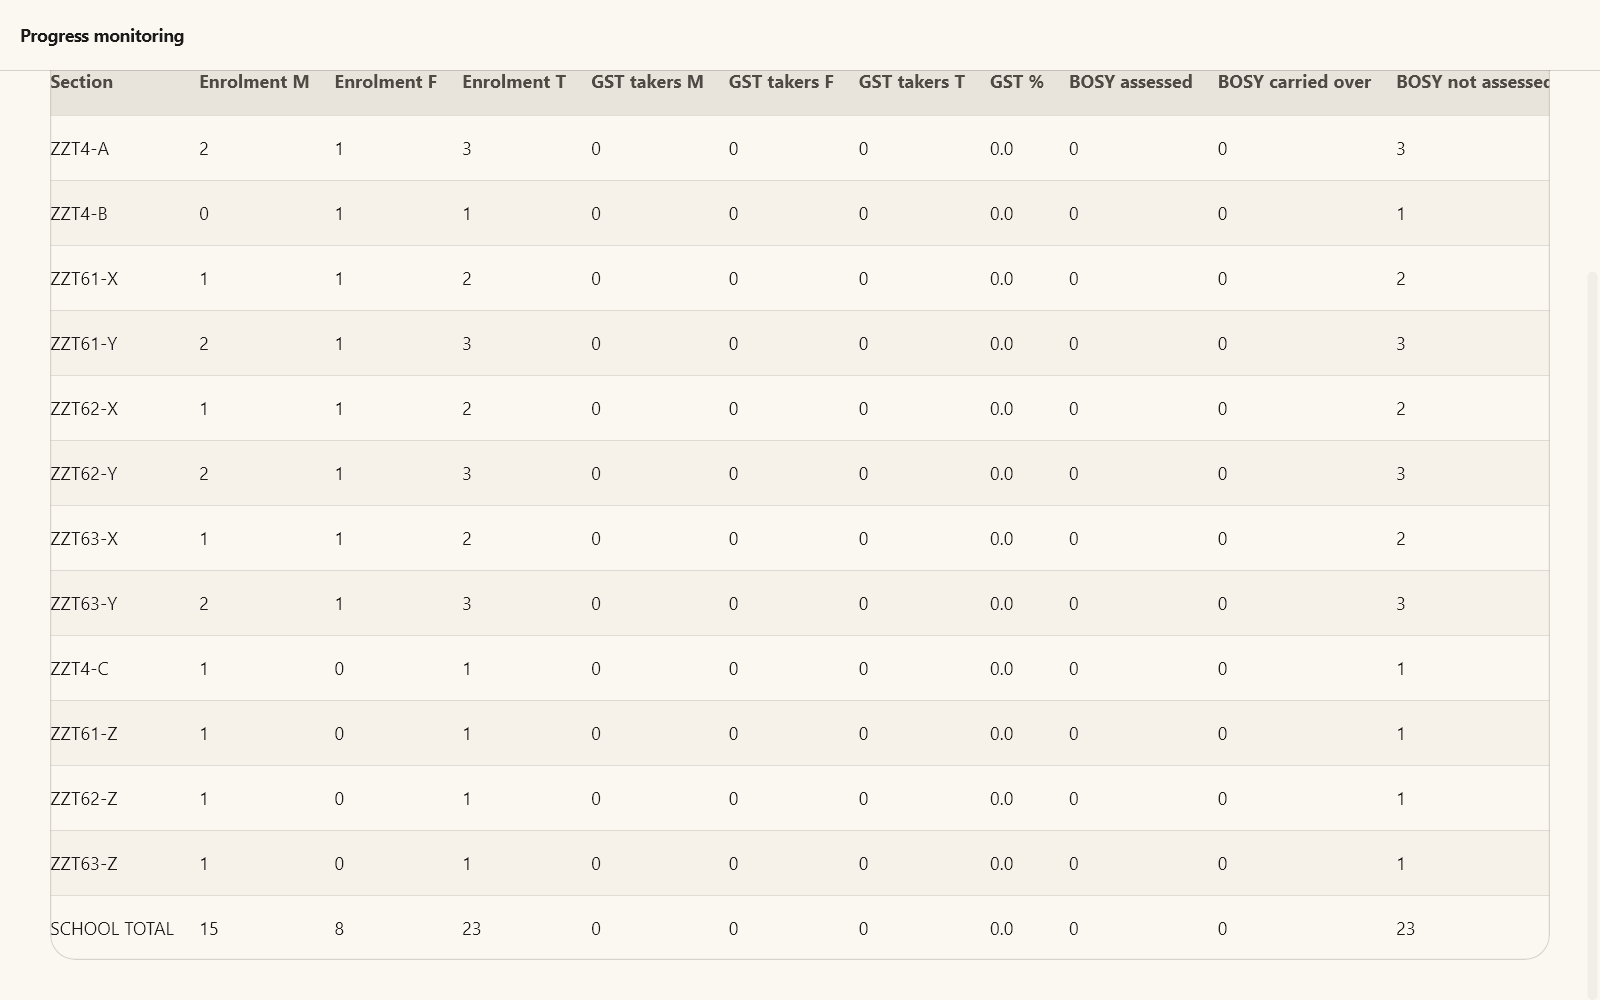 Progress monitoring
Section Enrolment M Enrolment F Enrolment T GST takers M GST takers F GST takers T GST % BOSY assessed BOSY carried over BOSY not assessed
ZZT4-A 2 1 3 0 0 0 0.0 0 0 3
ZZT4-B 0 1 1 0 0 0 0.0 0 0 1
ZZT61-X 1 1 2 0 0 0 0.0 0 0 2
ZZT61-Y 2 1 3 0 0 0 0.0 0 0 3
ZZT62-X 1 1 2 0 0 0 0.0 0 0 2
ZZT62-Y 2 1 3 0 0 0 0.0 0 0 3
ZZT63-X 1 1 2 0 0 0 0.0 0 0 2
ZZT63-Y 2 1 3 0 0 0 0.0 0 0 3
ZZT4-C 1 0 1 0 0 0 0.0 0 0 1
ZZT61-Z 1 0 1 0 0 0 0.0 0 0 1
ZZT62-Z 1 0 1 0 0 0 0.0 0 0 1
ZZT63-Z 1 0 1 0 0 0 0.0 0 0 1
SCHOOL TOTAL 15 8 23 0 0 0 0.0 0 0 23